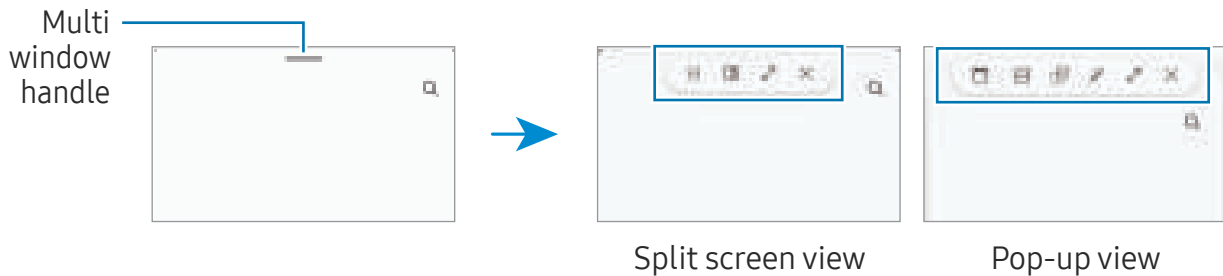 Multi
window
handle
Split screen view
Pop-up view